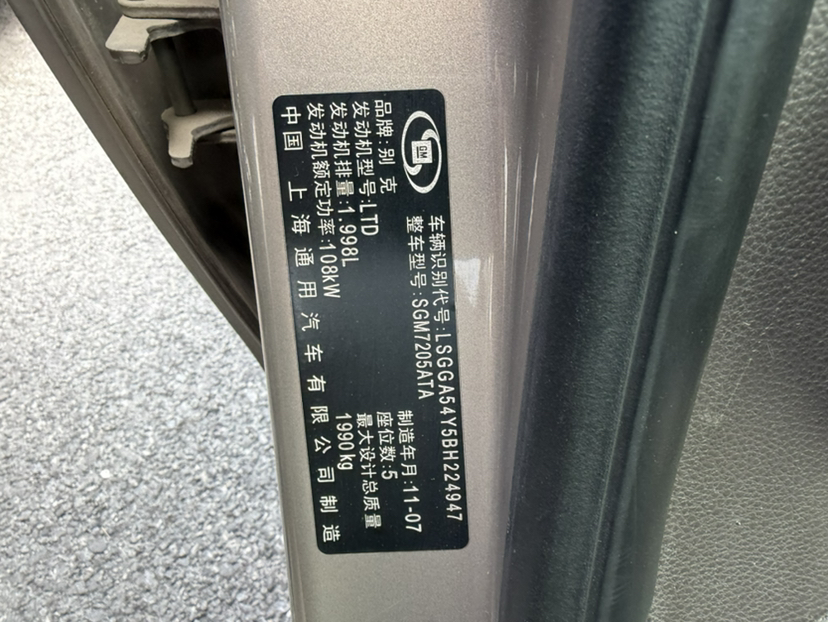 GM
车辆识别代号:LSGGA54Y5BH224947
整车型号:SGM7205ATA
品牌:别克 制造年月:11-07
发动机型号:LTD 座位数:5
发动机排量:1.998L 最大设计总质量
发动机额定功率:108kW 1990kg
中国 上海通用汽车有限公司制造